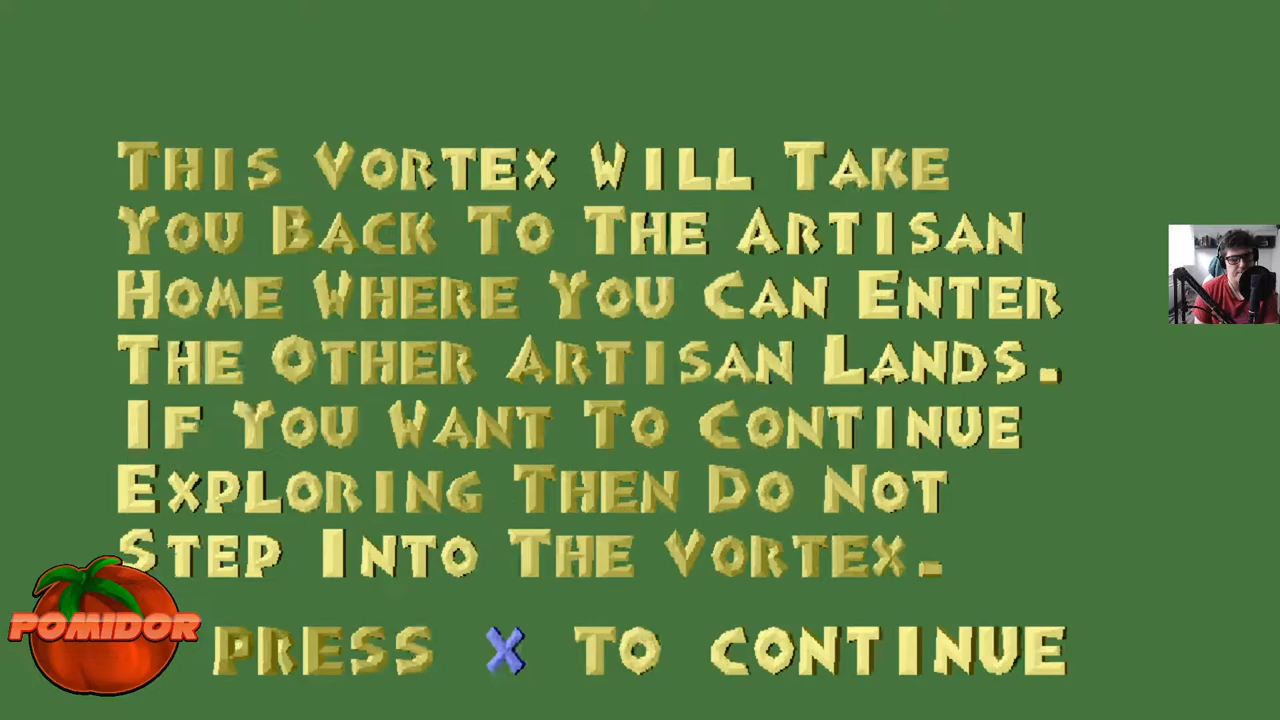 This Vortex Will Take
You Back To The Artisan
Home Where You Can Enter
The Other Artisan Lands.
If You Want To Continue
Exploring Then Do Not
Step Into The Vortex.
POMIDOR
PRESS X TO CONTINUE